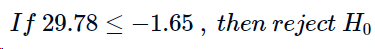 If 29.78 ≤ −1.65 , then reject H₀